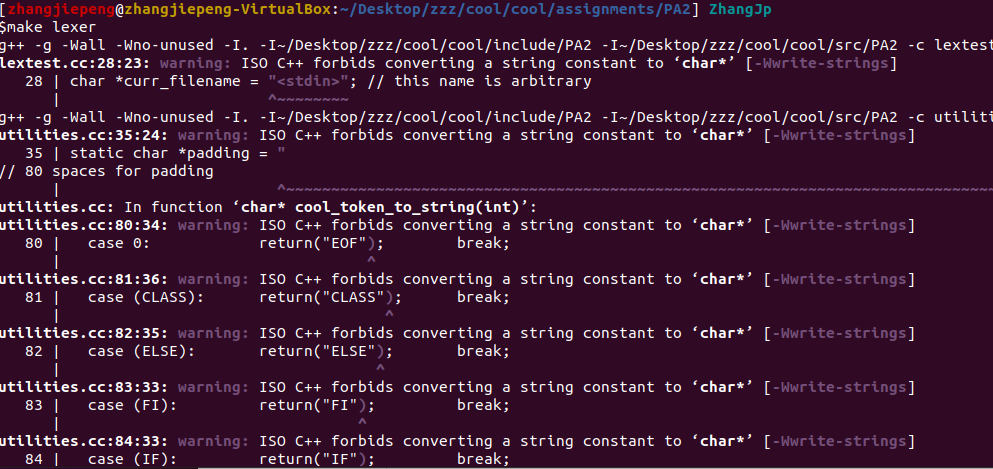 [zhangjiepeng@zhangjiepeng-VirtualBox:~/Desktop/zzz/cool/cool/assignments/PA2] ZhangJp
$make lexer
g++ -g -Wall -Wno-unused -I. -I~/Desktop/zzz/cool/cool/include/PA2 -I~/Desktop/zzz/cool/cool/src/PA2 -c lextest
lextest.cc:28:23: warning: ISO C++ forbids converting a string constant to ‘char*’ [-Wwrite-strings]
28 | char *curr_filename = "<stdin>"; // this name is arbitrary
| ^~~~~~~~~
g++ -g -Wall -Wno-unused -I. -I~/Desktop/zzz/cool/cool/include/PA2 -I~/Desktop/zzz/cool/cool/src/PA2 -c utiliti
utilities.cc:35:24: warning: ISO C++ forbids converting a string constant to ‘char*’ [-Wwrite-strings]
35 | static char *padding = "
// 80 spaces for padding
| ^~~~~~~~~~~~~~~~~~~~~~~~~~~~~~~~~~~~~~~~~~~~~~~~~~~~~~~~~~~~~~~~~~~~~~~~~~~~~~~
utilities.cc: In function ‘char* cool_token_to_string(int)’:
utilities.cc:80:34: warning: ISO C++ forbids converting a string constant to ‘char*’ [-Wwrite-strings]
80 | case 0: return("EOF"); break;
| ^
utilities.cc:81:36: warning: ISO C++ forbids converting a string constant to ‘char*’ [-Wwrite-strings]
81 | case (CLASS): return("CLASS"); break;
| ^
utilities.cc:82:35: warning: ISO C++ forbids converting a string constant to ‘char*’ [-Wwrite-strings]
82 | case (ELSE): return("ELSE"); break;
| ^
utilities.cc:83:33: warning: ISO C++ forbids converting a string constant to ‘char*’ [-Wwrite-strings]
83 | case (FI): return("FI"); break;
| ^
utilities.cc:84:33: warning: ISO C++ forbids converting a string constant to ‘char*’ [-Wwrite-strings]
84 | case (IF): return("IF"); break;